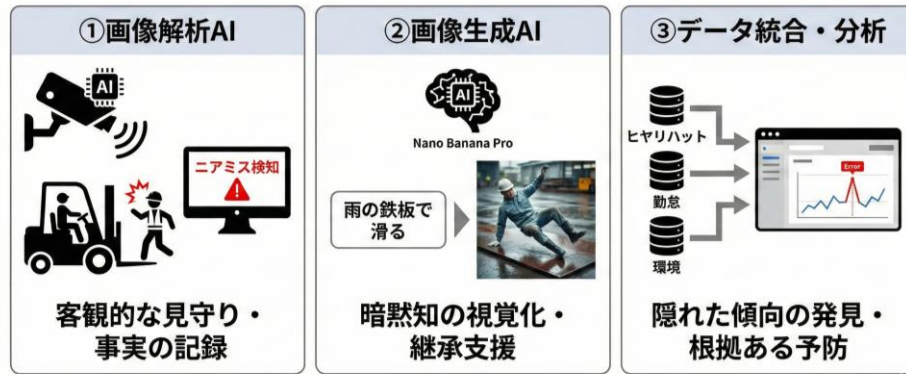 ①画像解析AI
AI
ニアミス検知
客観的な見守り・
事実の記録
②画像生成AI
AI
Nano Banana Pro
雨の鉄板で
滑る
暗黙知の視覚化・
継承支援
③データ統合・分析
ヒヤリハット
勤怠
環境
Error
隠れた傾向の発見・
根拠ある予防